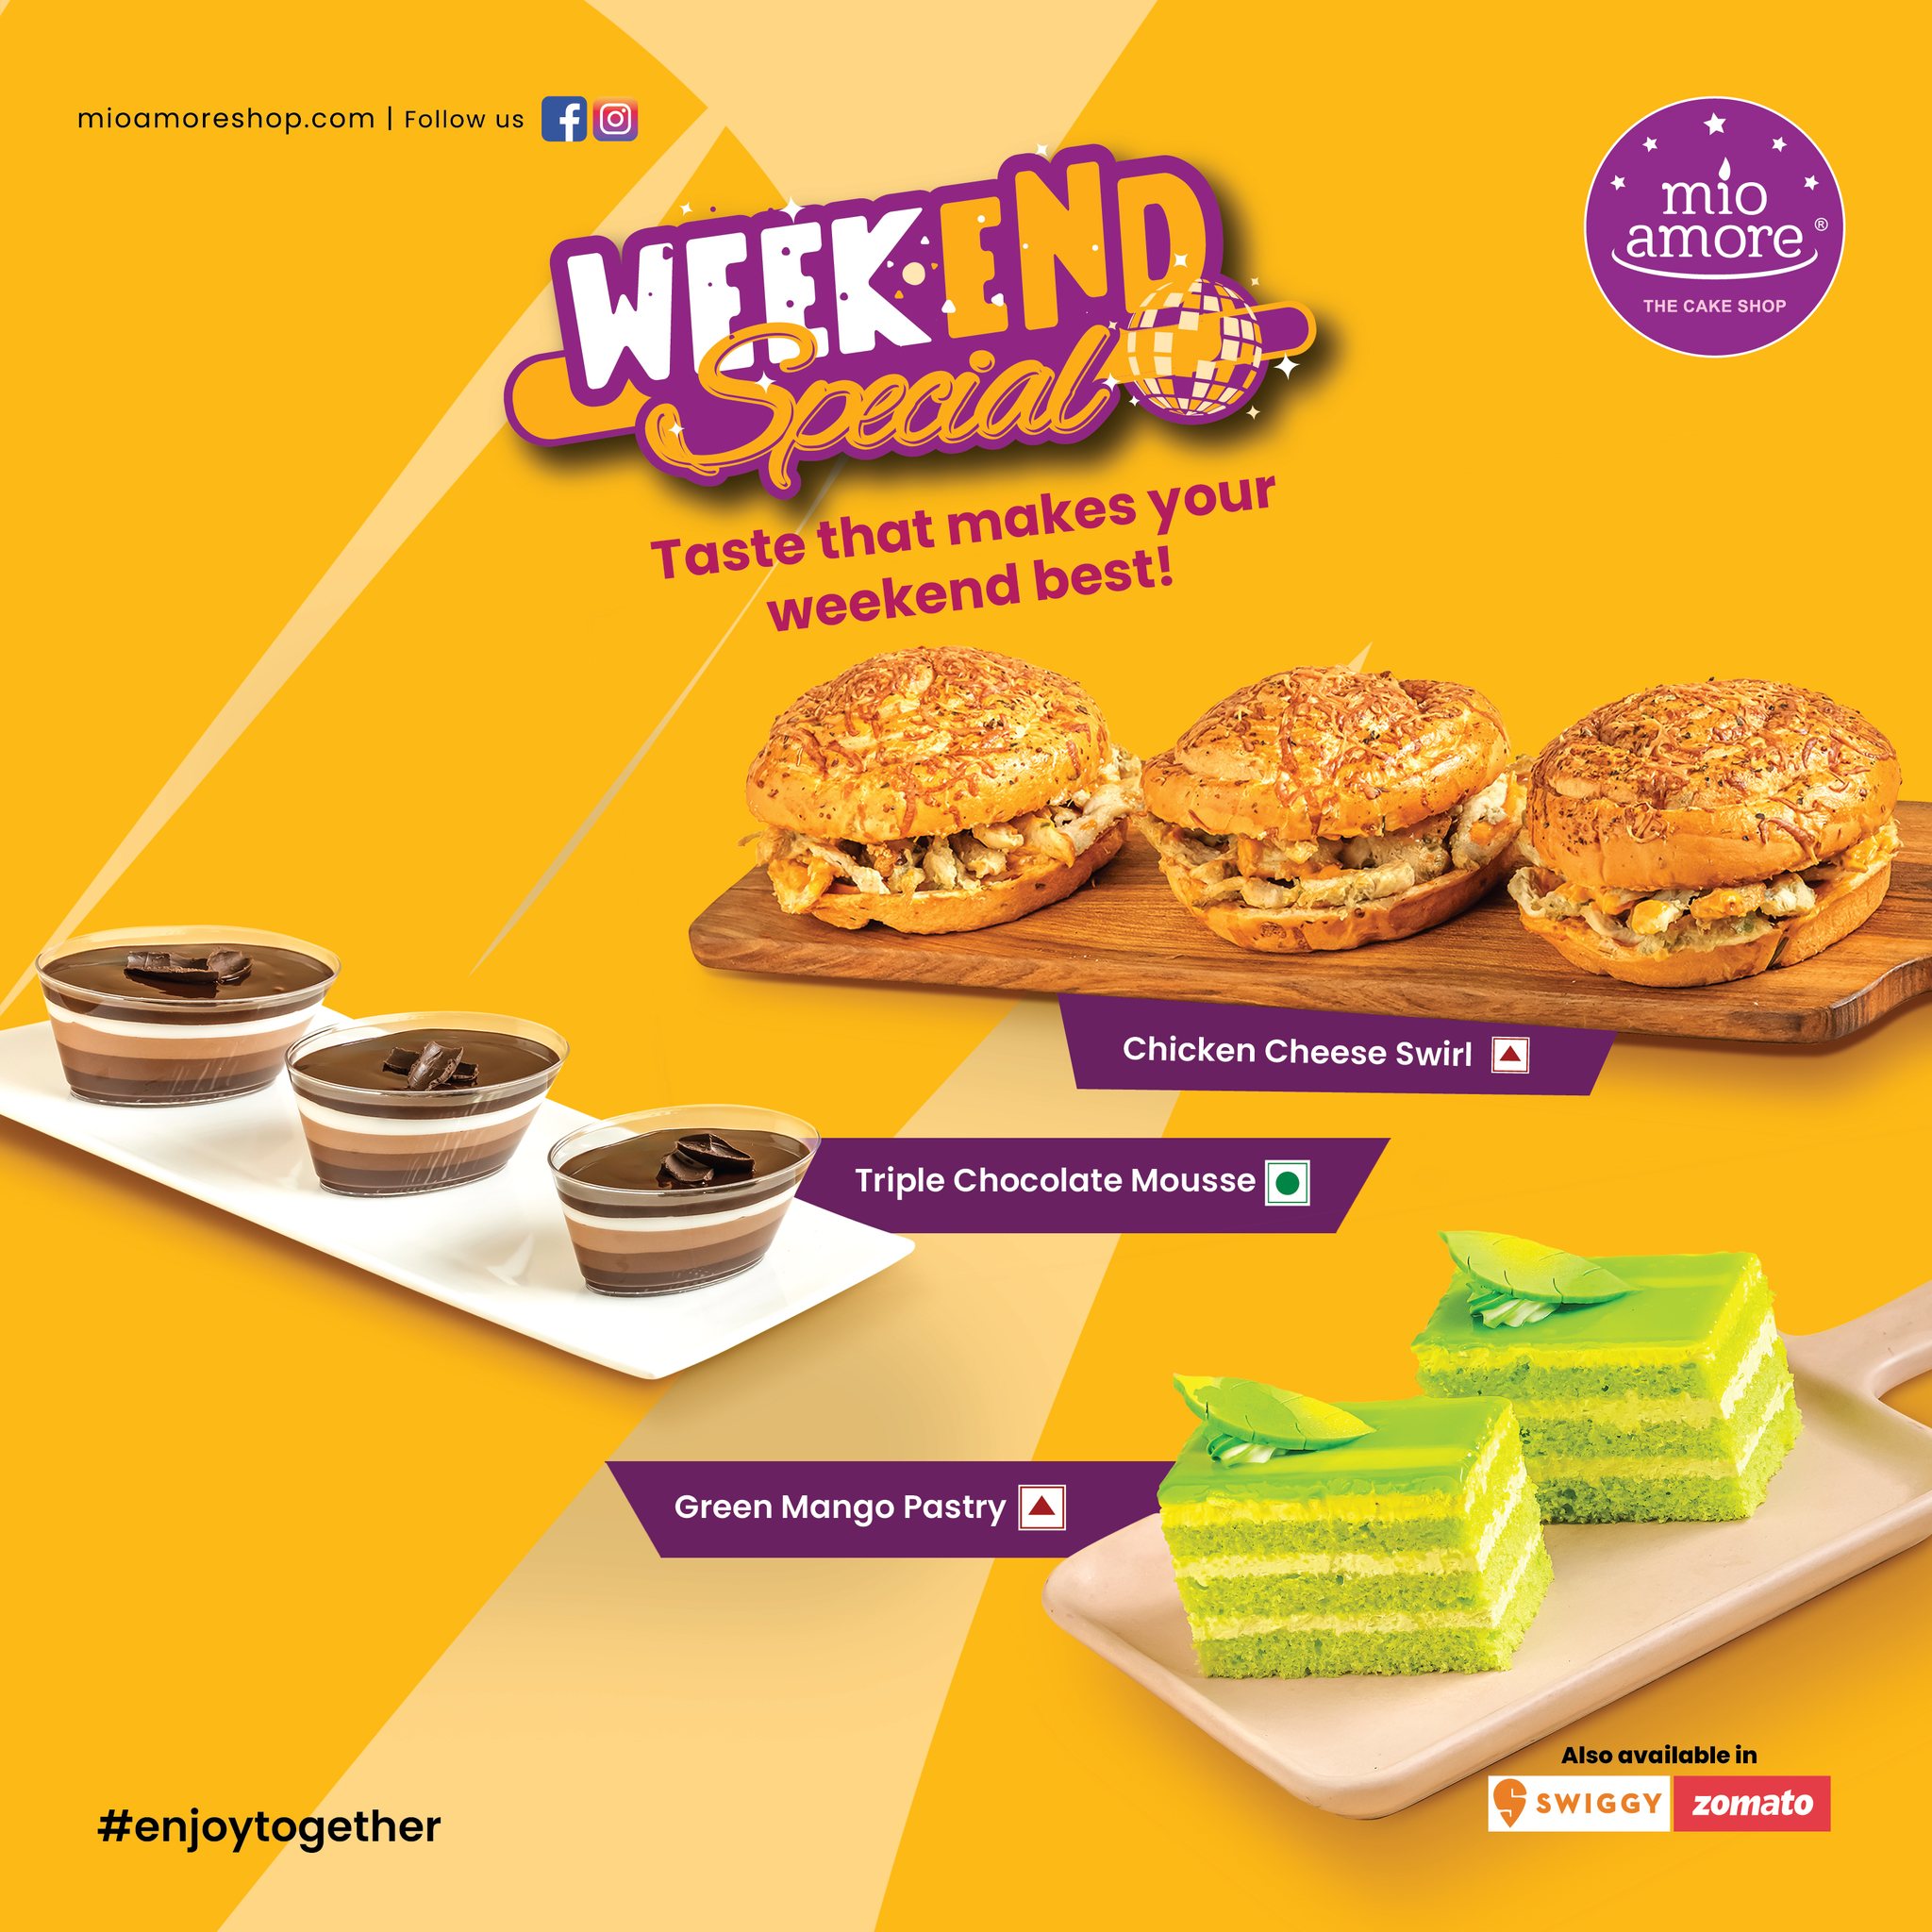 mioamoreshop.com | Follow us
mio
amore®
THE CAKE SHOP
WEEKEND
Special
Taste that makes your
weekend best!
Chicken Cheese Swirl
Triple Chocolate Mousse
Green Mango Pastry
Also available in
SWIGGY zomato
#enjoytogether